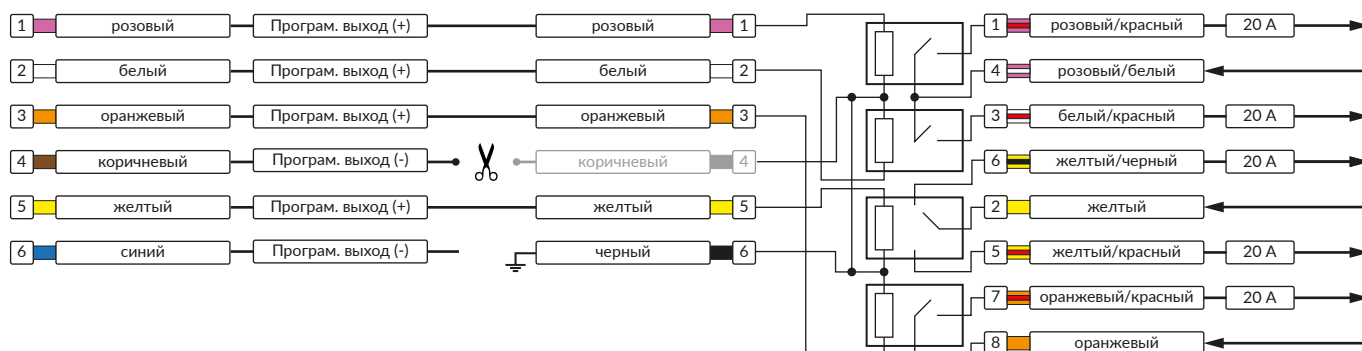 1 розовый Програм. выход (+) розовый 1 1 розовый/красный 20 А
2 белый Програм. выход (+) белый 2 4 розовый/белый
3 оранжевый Програм. выход (+) оранжевый 3 3 белый/красный 20 А
4 коричневый Програм. выход (-) коричневый 4 6 желтый/черный 20 А
5 желтый Програм. выход (+) желтый 5 2 желтый
6 синий Програм. выход (-) черный 6 5 желтый/красный 20 А
7 оранжевый/красный 20 А
8 оранжевый